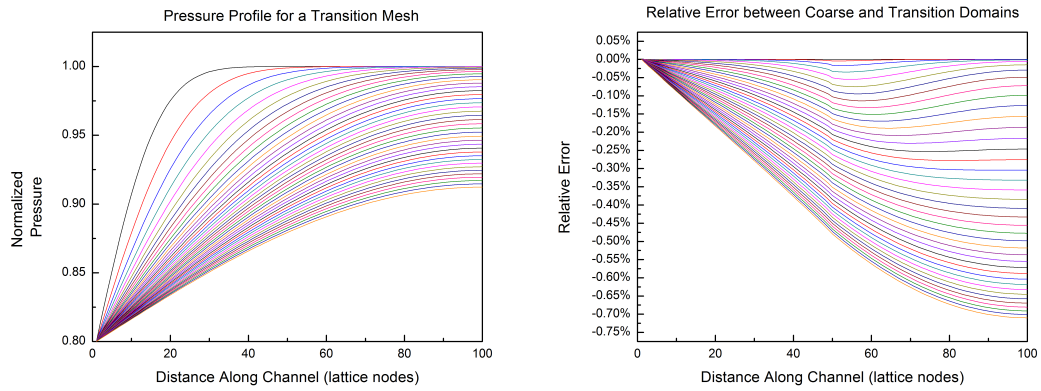 Pressure Profile for a Transition Mesh
1.00
0.95
0.90
0.85
0.80
Normalized
Pressure
0 20 40 60 80 100
Distance Along Channel (lattice nodes)
Relative Error between Coarse and Transition Domains
0.05%
0.00%
-0.05%
-0.10%
-0.15%
-0.20%
-0.25%
-0.30%
-0.35%
-0.40%
-0.45%
-0.50%
-0.55%
-0.60%
-0.65%
-0.70%
-0.75%
Relative Error
0 20 40 60 80 100
Distance Along Channel (lattice nodes)